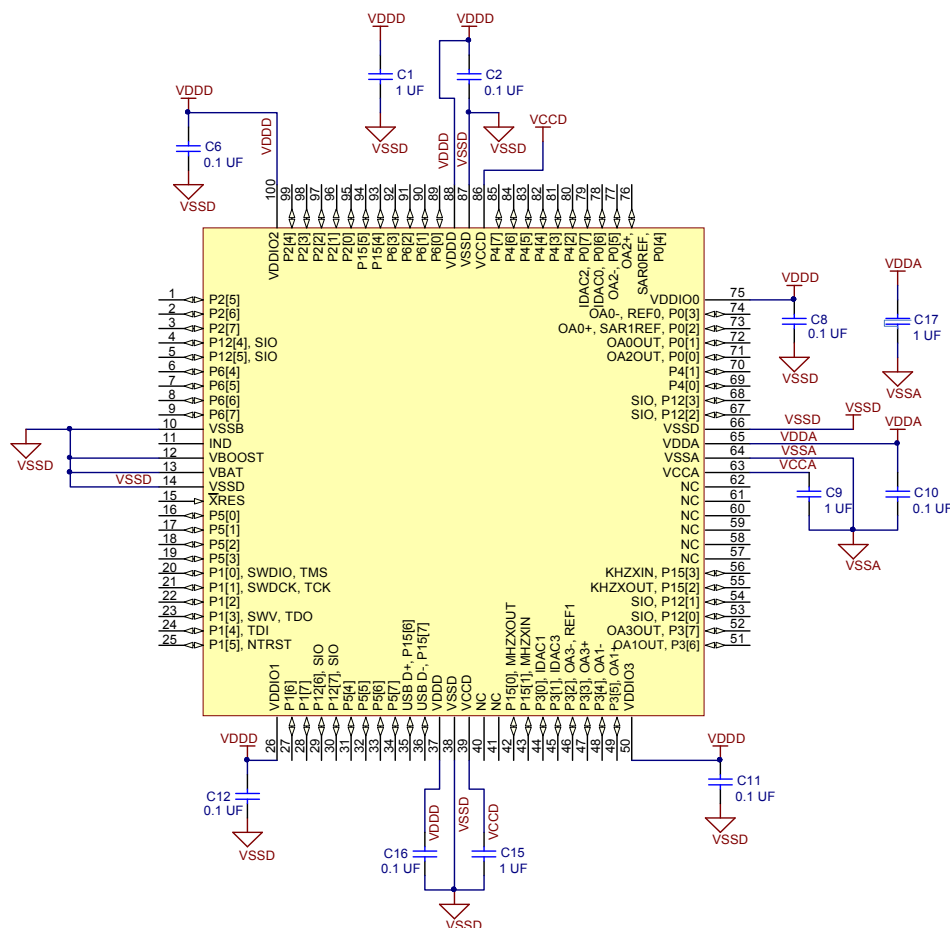 VDDD
VDDD
C1
1 UF
C2
0.1 UF
VDDD
C6
0.1 UF
VDDD
VDDD
VSSD
VCCD
VSSD
VSSD
VSSD
100
99
98
97
96
95
94
93
92
91
90
89
88
87
86
85
84
83
82
81
80
79
78
77
76
VDDIO2
P2[4]
P2[3]
P2[2]
P2[1]
P2[0]
P15[5]
P15[4]
P6[3]
P6[2]
P6[1]
P6[0]
VDDD
VSSD
VCCD
P4[7]
P4[6]
P4[5]
P4[4]
P4[3]
P4[2]
IDAC2, P0[7]
IDAC0, P0[6]
OA2-, P0[5]
OA2+,
SAR0REF,
P0[4]
1 P2[5]
2 P2[6]
3 P2[7]
4 P12[4], SIO
5 P12[5], SIO
6 P6[4]
7 P6[5]
8 P6[6]
9 P6[7]
10 VSSB
11 IND
12 VBOOST
13 VBAT
VSSD 14 VSSD
15 XRES
16 P5[0]
17 P5[1]
18 P5[2]
19 P5[3]
20 P1[0], SWDIO, TMS
21 P1[1], SWDCK, TCK
22 P1[2]
23 P1[3], SWV, TDO
24 P1[4], TDI
25 P1[5], NTRST
VSSD
VDDIO0 75
OA0-, REF0, P0[3] 74
OA0+, SAR1REF, P0[2] 73
OA0OUT, P0[1] 72
OA2OUT, P0[0] 71
P4[1] 70
P4[0] 69
SIO, P12[3] 68
SIO, P12[2] 67
VSSD 66 VSSD
VDDA 65 VDDA
VSSA 64 VSSA
VCCA 63 VCCA
NC 62
NC 61
NC 60
NC 59
NC 58
NC 57
KHZXIN, P15[3] 56
KHZXOUT, P15[2] 55
SIO, P12[1] 54
SIO, P12[0] 53
OA3OUT, P3[7] 52
OA1OUT, P3[6] 51
VDDD
C8
0.1 UF
VSSD
VDDA
C17
1 UF
VSSA
VSSD
VDDA
C9
1 UF
C10
0.1 UF
VSSA
VDDIO1
P1[6]
P1[7]
P12[6], SIO
P12[7], SIO
P5[4]
P5[5]
P5[6]
P5[7]
USB D+, P15[6]
USB D-, P15[7]
VDDD
VSSD
VCCD
NC
NC
P15[0], MHZXOUT
P15[1], MHZXIN
P3[0], IDAC1
P3[1], IDAC3
P3[2], OA3-, REF1
P3[3], OA3+
P3[4], OA1-
P3[5], OA1+
VDDIO3
26
27
28
29
30
31
32
33
34
35
36
37
38
39
40
41
42
43
44
45
46
47
48
49
50
VDDD
C12
0.1 UF
VSSD
VDDD
VSSD
VCCD
C16
0.1 UF
C15
1 UF
VSSD
VDDD
C11
0.1 UF
VSSD